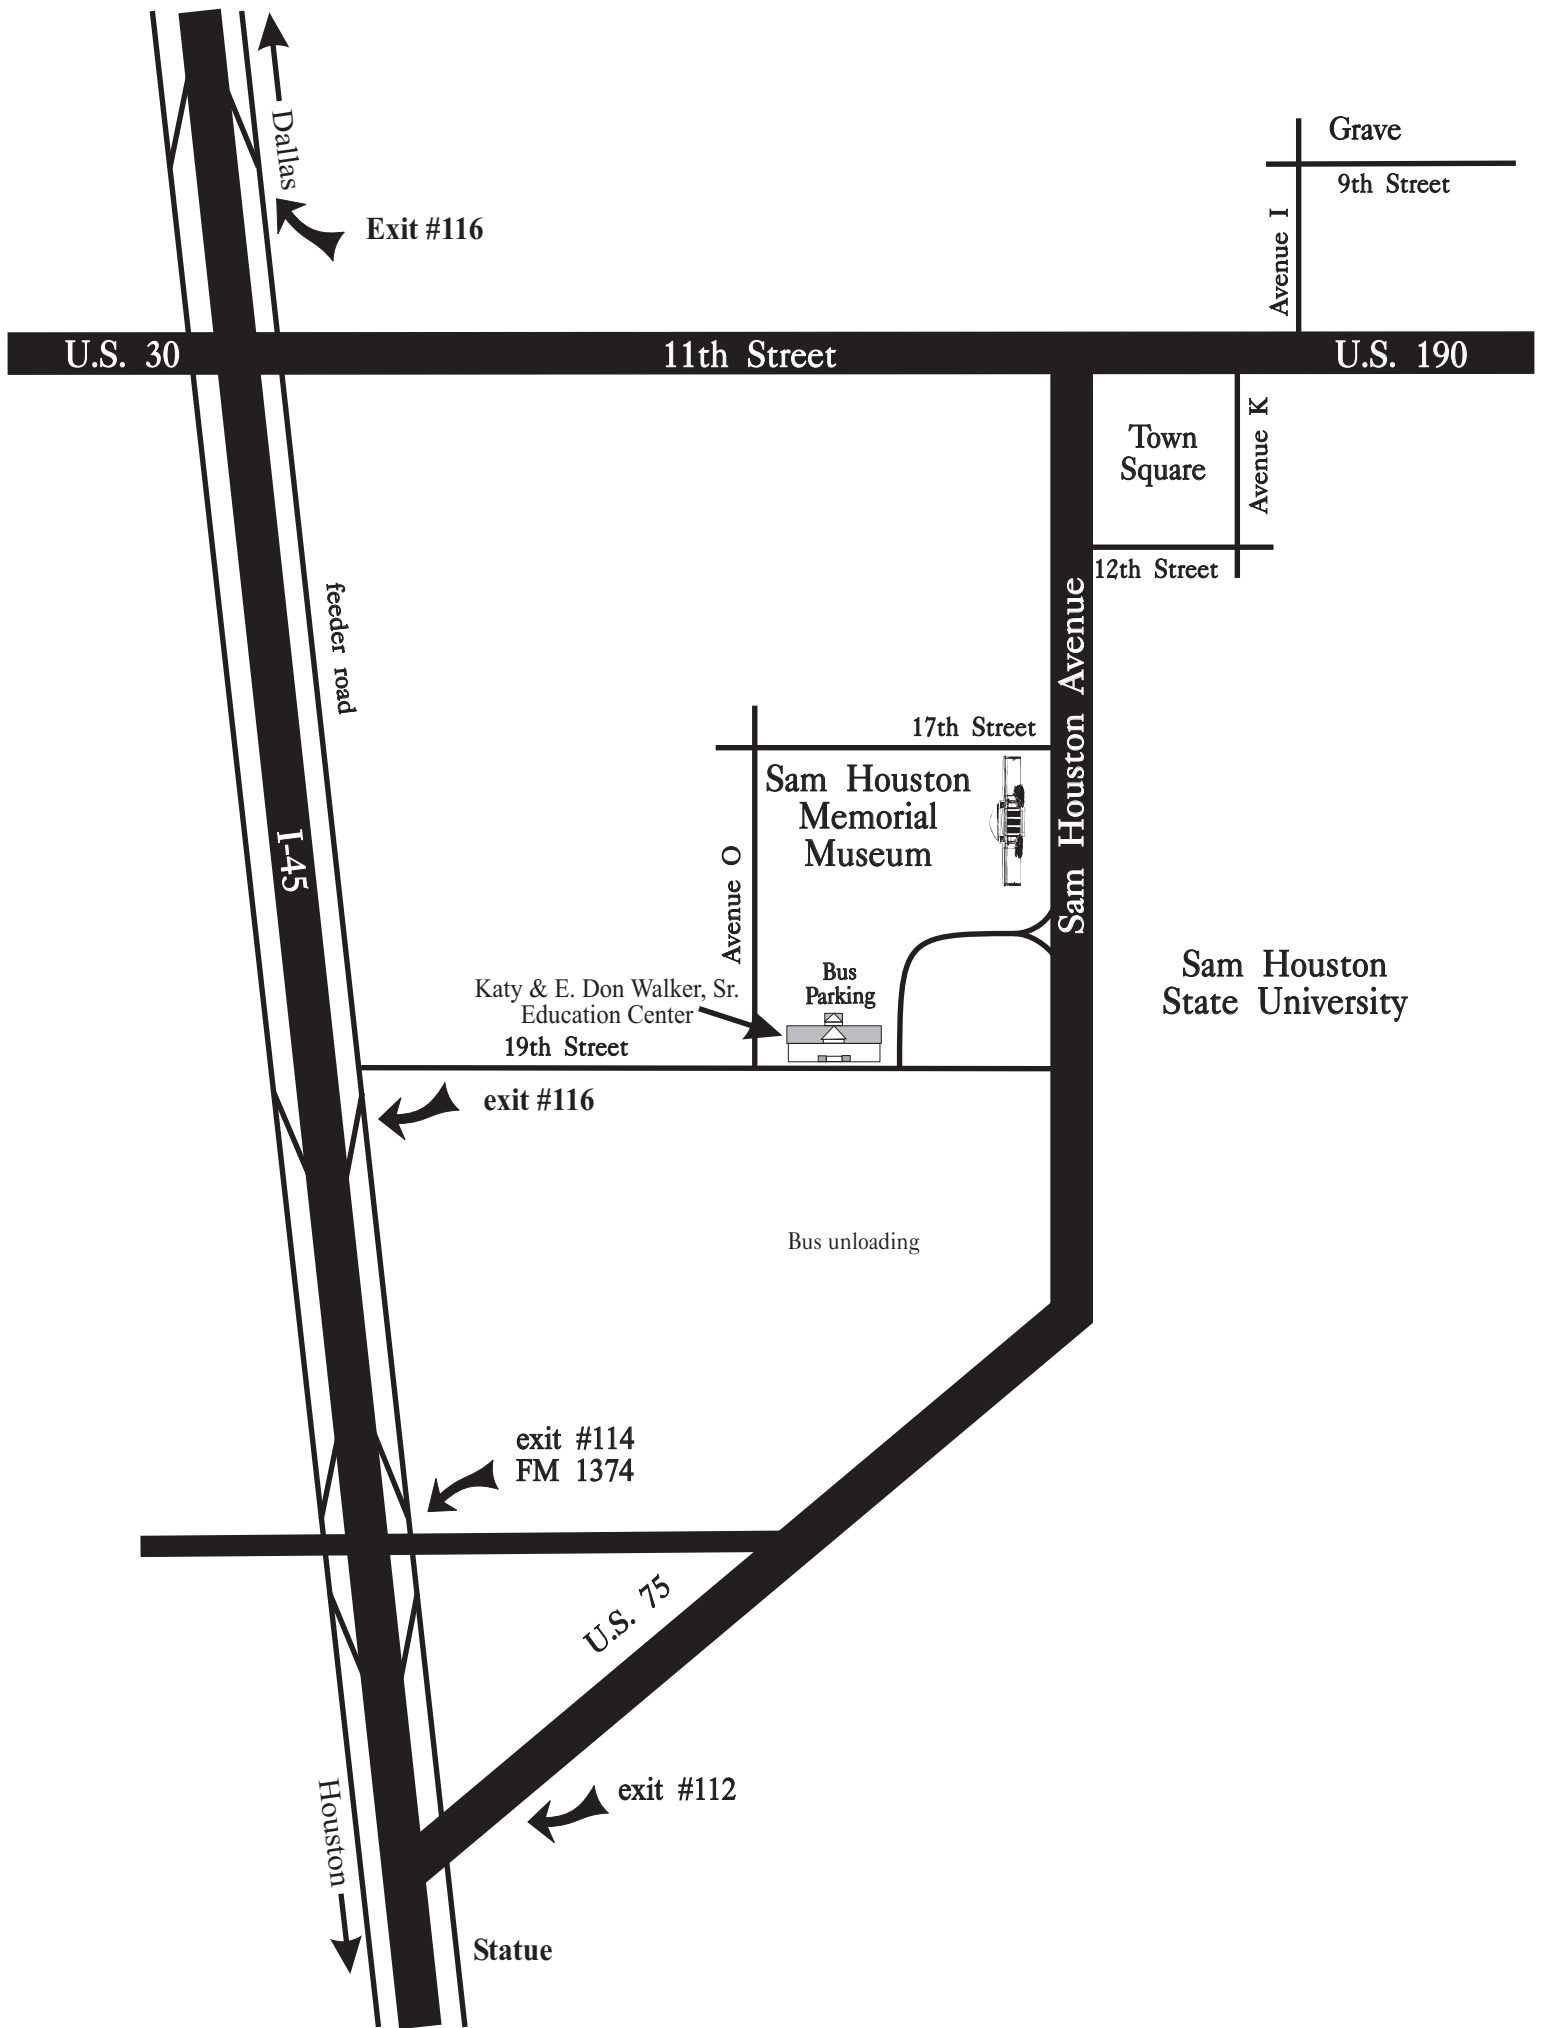 Dallas
Grave
9th Street
Avenue I
Exit #116
U.S. 30
11th Street
U.S. 190
Town
Square
Avenue K
12th Street
feeder road
Sam Houston Avenue
17th Street
Sam Houston
Memorial
Museum
I-45
Avenue O
Bus
Parking
Sam Houston
State University
Katy & E. Don Walker, Sr.
Education Center
19th Street
exit #116
Bus unloading
exit #114
FM 1374
U.S. 75
exit #112
Houston
Statue